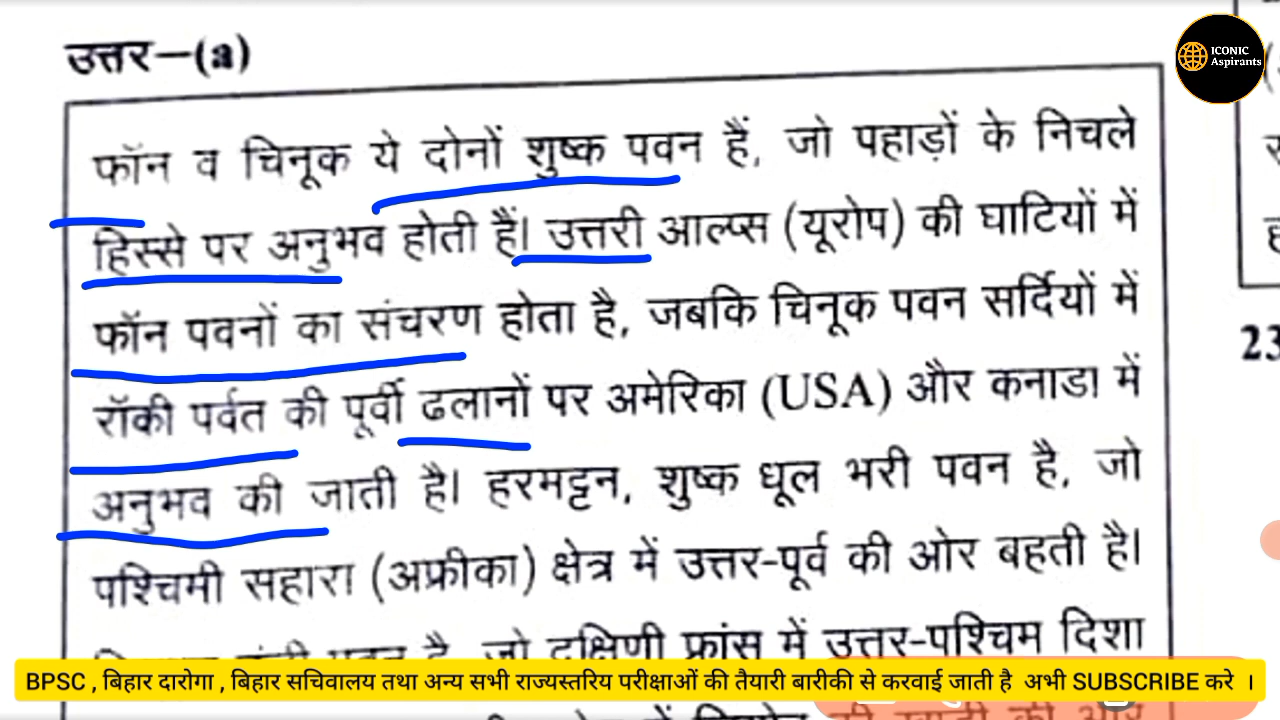 उत्तर—(a)
ICONIC
Aspirants
फॉन व चिनूक ये दोनों शुष्क पवन हैं, जो पहाड़ों के निचले
हिस्से पर अनुभव होती हैं। उत्तरी आल्प्स (यूरोप) की घाटियों में
फॉन पवनों का संचरण होता है, जबकि चिनूक पवन सर्दियों में
रॉकी पर्वत की पूर्वी ढलानों पर अमेरिका (USA) और कनाडा में
अनुभव की जाती है। हरमट्टन, शुष्क धूल भरी पवन है, जो
पश्चिमी सहारा (अफ्रीका) क्षेत्र में उत्तर-पूर्व की ओर बहती है।
पवन है, जो दक्षिणी फ्रांस में उत्तर-पश्चिम दिशा
23
BPSC , बिहार दारोगा , बिहार सचिवालय तथा अन्य सभी राज्यस्तरिय परीक्षाओं की तैयारी बारीकी से करवाई जाती है अभी SUBSCRIBE करे ।